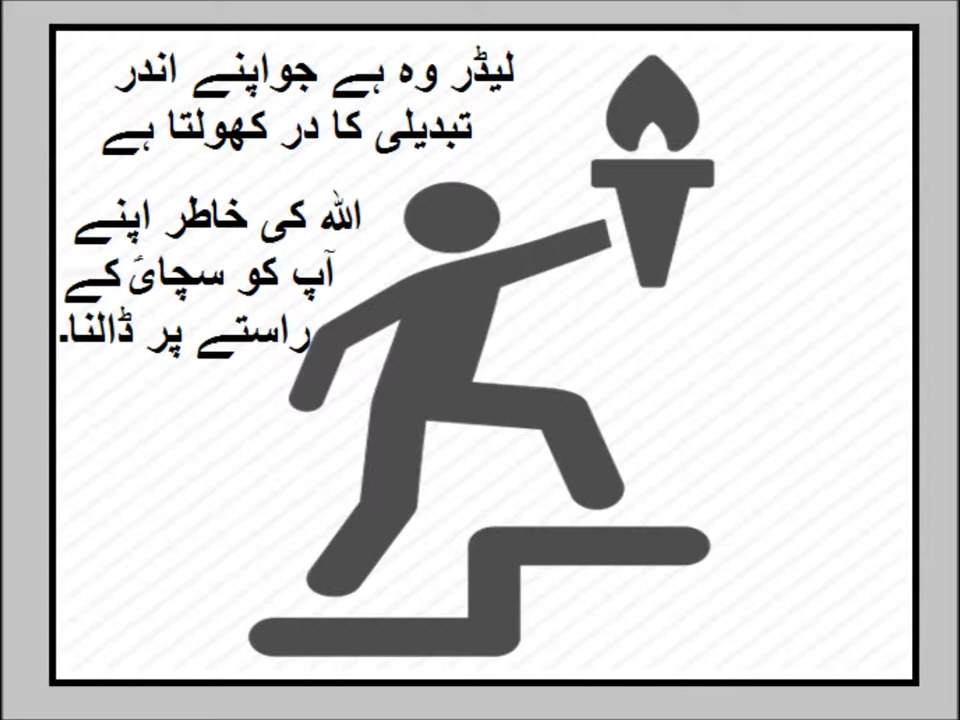 لیڈر وہ ہے جواپنے اندر
تبدیلی کا در کھولتا ہے
اللہ کی خاطر اپنے
آپ کو سچائ کے
راستے پر ڈالنا۔